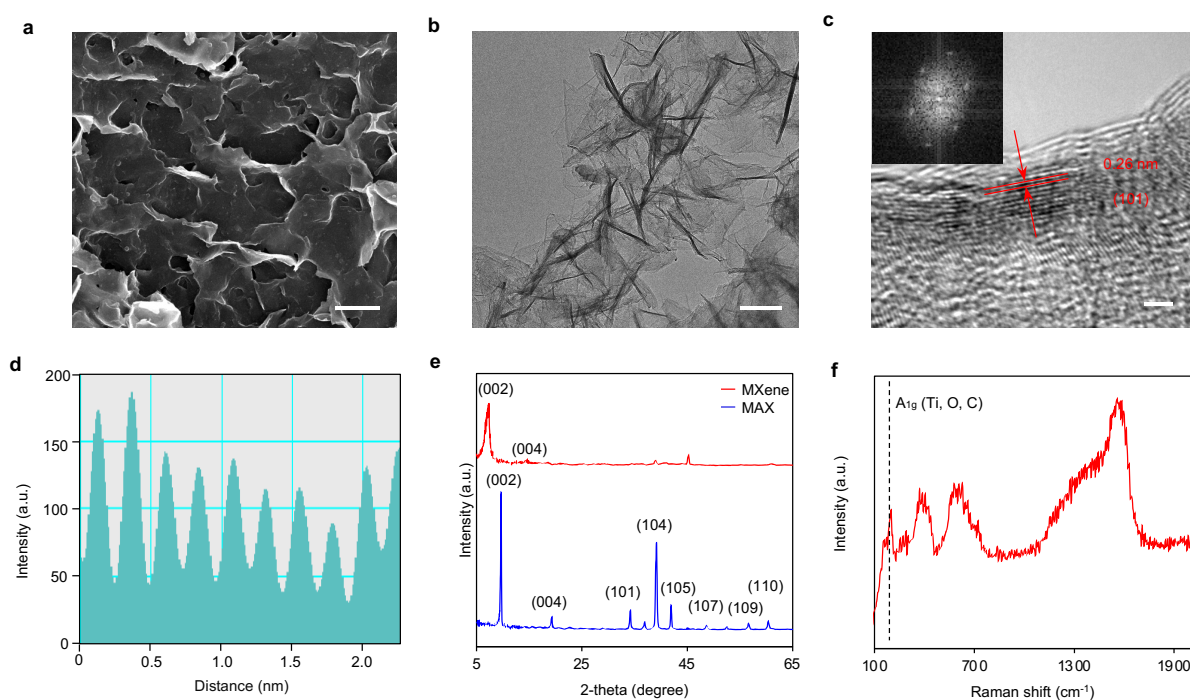 a
b
c
0.26 nm
(101)
d
200
150
100
50
0
0
0.5
1.0
1.5
2.0
Intensity (a.u.)
Distance (nm)
e
(002)
MXene
MAX
(004)
(002)
(104)
(101)
(105)
(004)
(107)
(109)
(110)
5
25
45
65
Intensity (a.u.)
2-theta (degree)
f
A1g (Ti, O, C)
Intensity (a.u.)
100
700
1300
1900
Raman shift (cm-1)